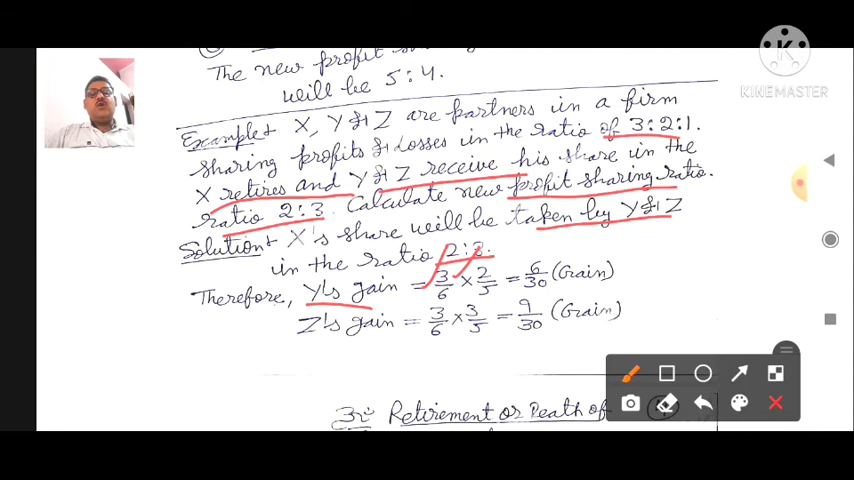 The new profit
will be 5:4.
KINEMASTER
Example+ X, Y & Z are partners in a firm
sharing profits & losses in the ratio of 3:2:1.
X retires and Y & Z receive his share in the
ratio 2:3. Calculate new profit sharing ratio.
Solution+ X's share will be taken by Y & Z
in the ratio 2:3.
Therefore, Y's gain = 3/6 × 2/5 = 6/30 (Grain)
Z's gain = 3/6 × 3/5 = 9/30 (Grain)
Retirement or Death of